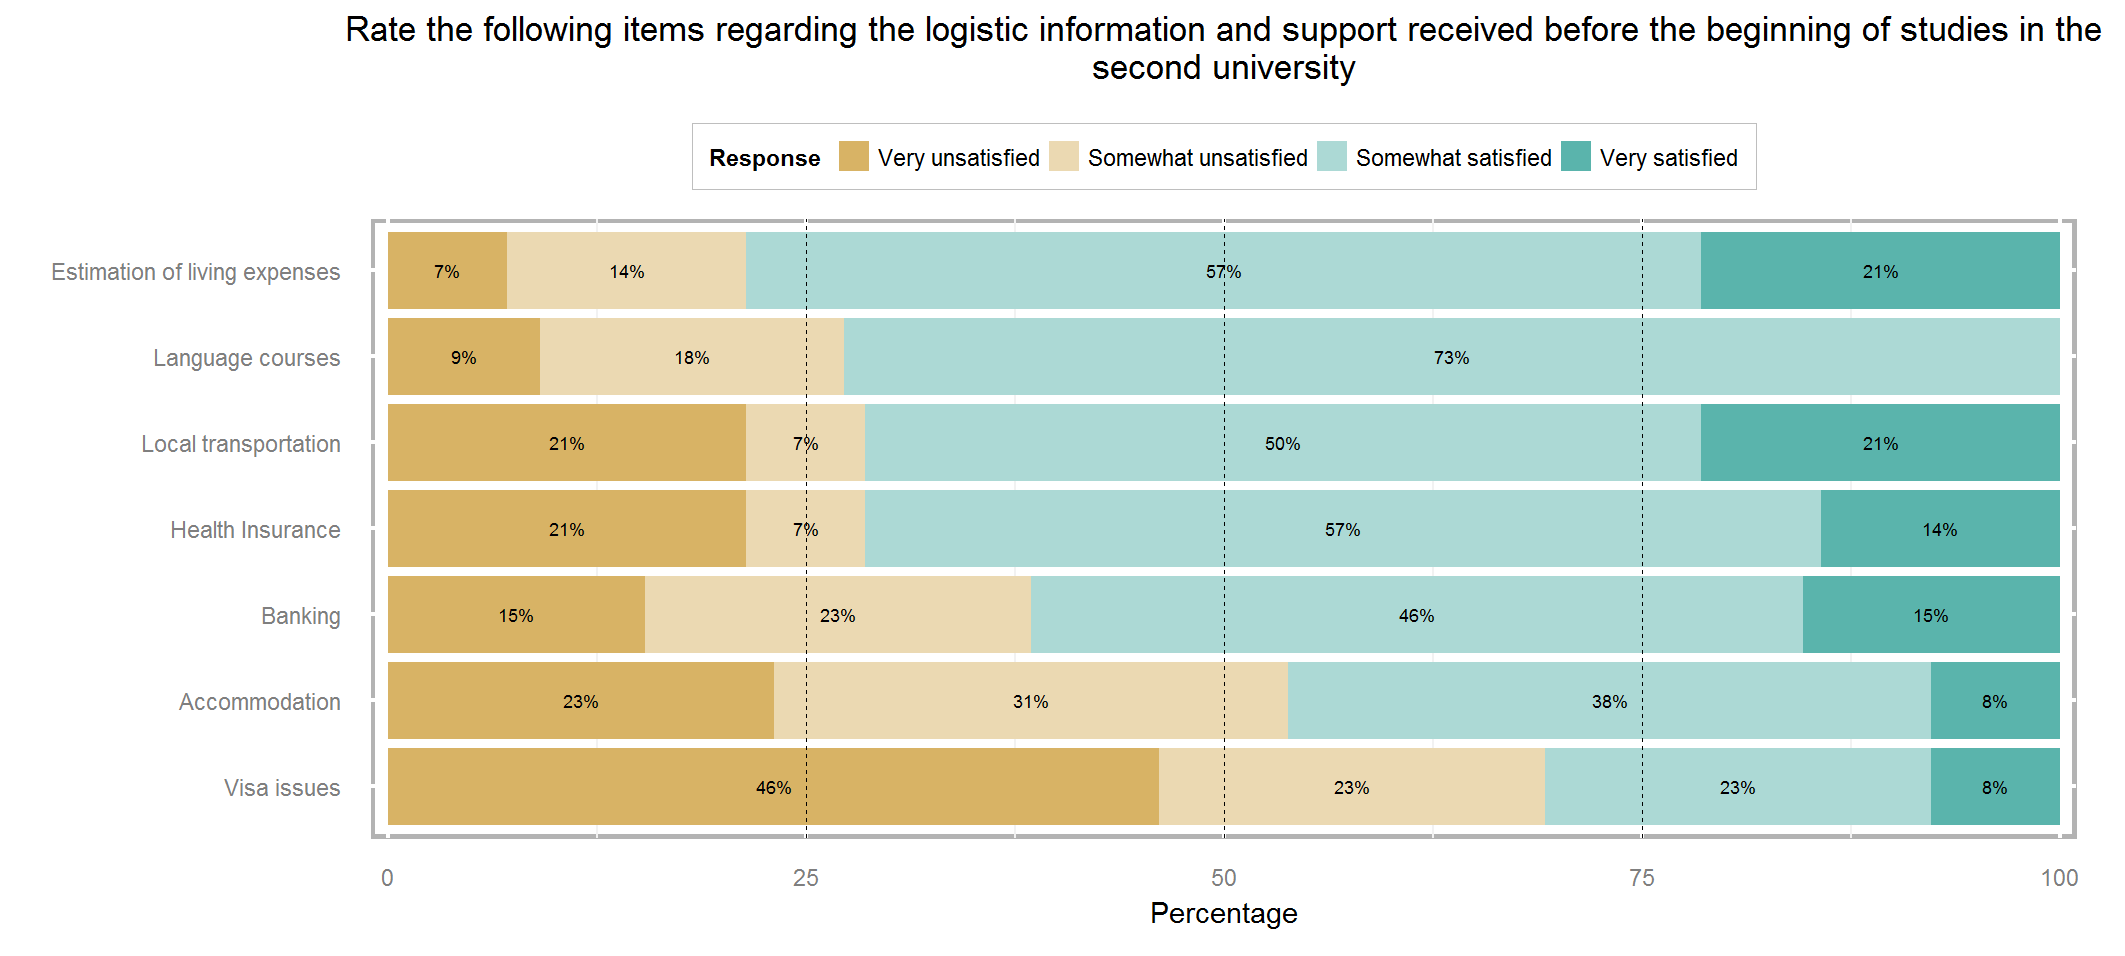 Rate the following items regarding the logistic information and support received before the beginning of studies in the
second university
Response Very unsatisfied Somewhat unsatisfied Somewhat satisfied Very satisfied
Estimation of living expenses 7% 14% 57% 21%
Language courses 9% 18% 73%
Local transportation 21% 7% 50% 21%
Health Insurance 21% 7% 57% 14%
Banking 15% 23% 46% 15%
Accommodation 23% 31% 38% 8%
Visa issues 46% 23% 23% 8%
0 25 50 75 100
Percentage